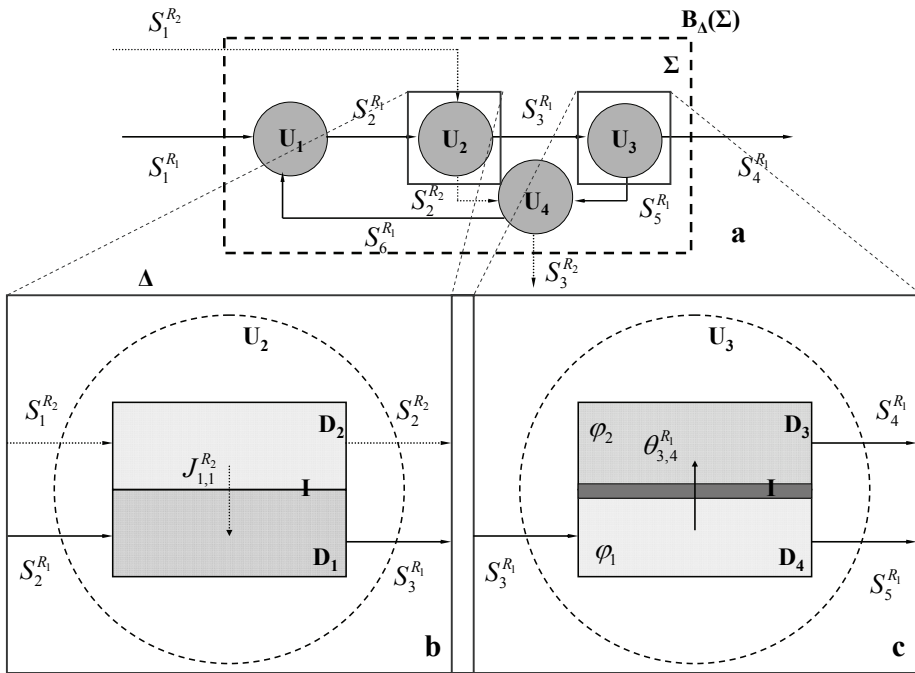 S_1^{R_2}
B_Δ(Σ)
Σ
S_2^{R_1}
S_3^{R_1}
U_1
U_2
U_3
S_1^{R_1}
S_4^{R_1}
S_2^{R_2}
U_4
S_5^{R_1}
S_6^{R_1}
a
S_3^{R_2}
Δ
U_2
S_1^{R_2}
S_2^{R_2}
D_2
J_{1,1}^{R_2}
I
D_1
S_2^{R_1}
S_3^{R_1}
b
U_3
φ_2
θ_{3,4}^{R_1}
D_3
S_4^{R_1}
I
φ_1
D_4
S_3^{R_1}
S_5^{R_1}
c